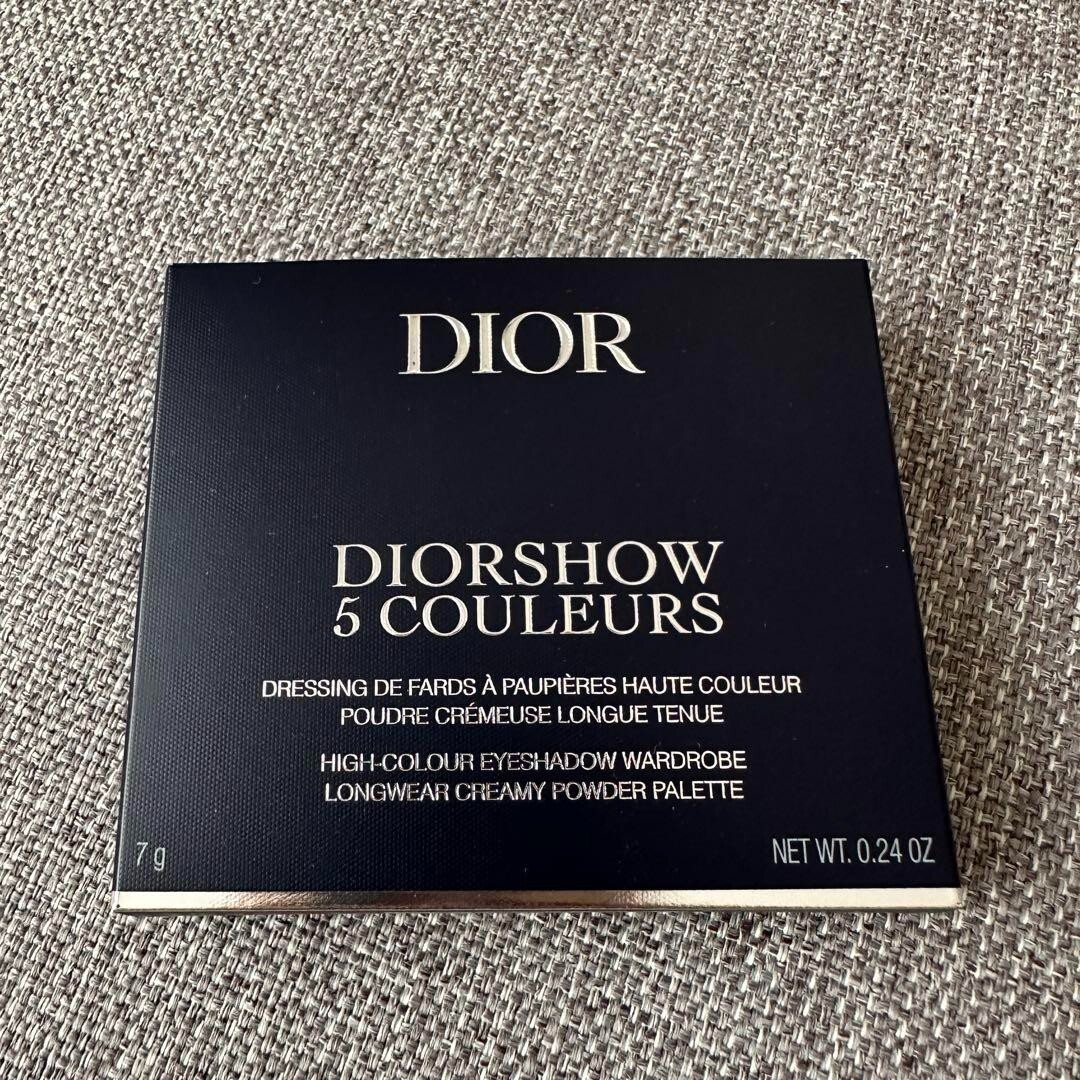 DIOR
DIORSHOW
5 COULEURS
DRESSING DE FARDS À PAUPIÈRES HAUTE COULEUR
POUDRE CRÉMEUSE LONGUE TENUE
HIGH-COLOUR EYESHADOW WARDROBE
LONGWEAR CREAMY POWDER PALETTE
7 g
NET WT. 0.24 OZ